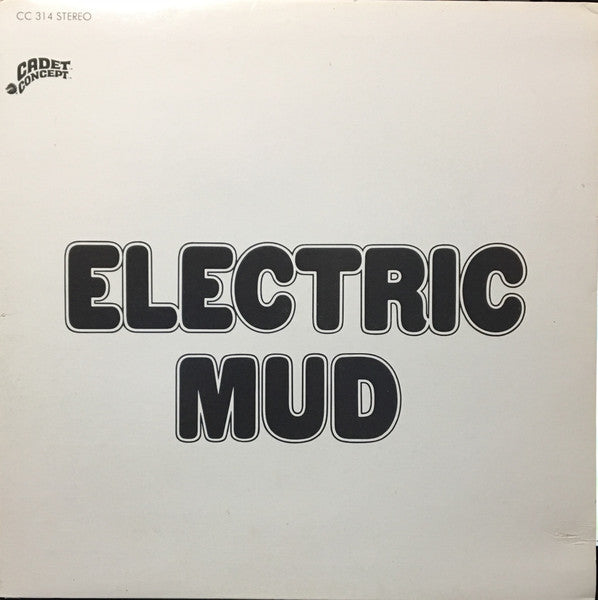 CC 314 STEREO
CADET
CONCEPT
ELECTRIC
MUD